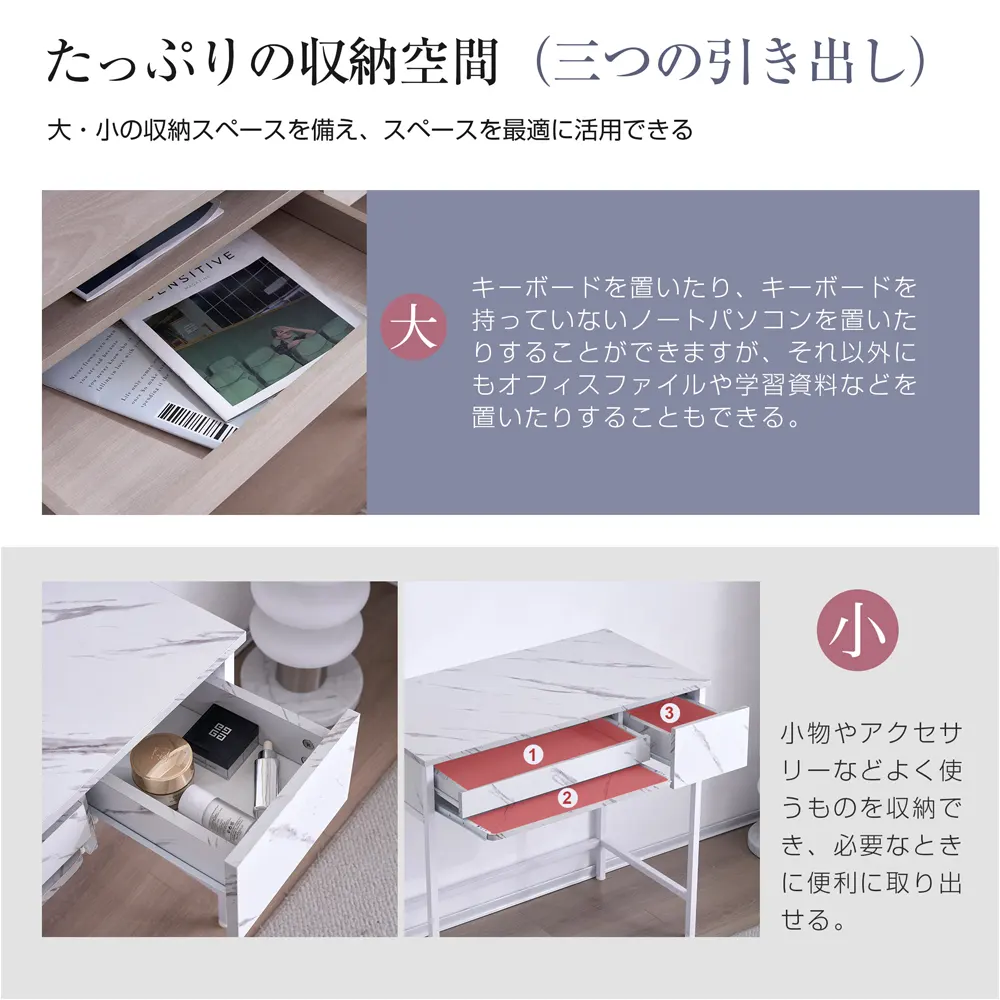 たっぷりの収納空間（三つの引き出し）
大・小の収納スペースを備え、スペースを最適に活用できる
SENSITIVE
大
キーボードを置いたり、キーボードを
持っていないノートパソコンを置いた
りすることができますが、それ以外に
もオフィスファイルや学習資料などを
置いたりすることもできる。
小
小物やアクセサ
リーなどよく使
うものを収納で
き、必要なとき
に便利に取り出
せる。
1
2
3